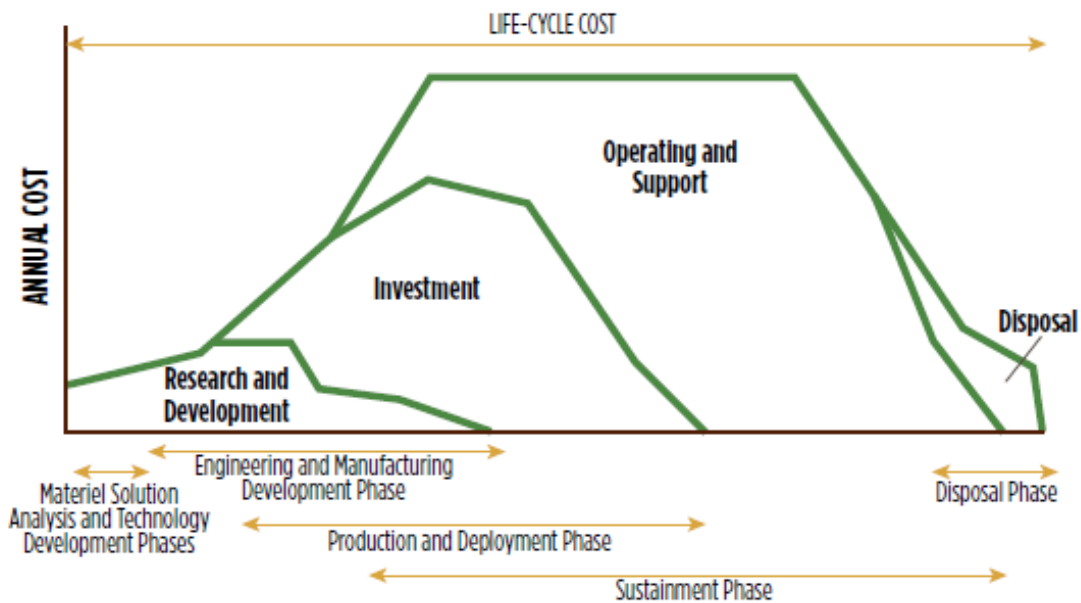 LIFE-CYCLE COST
ANNUAL COST
Operating and
Support
Investment
Disposal
Research and
Development
Engineering and Manufacturing
Development Phase
Materiel Solution
Analysis and Technology
Development Phases
Disposal Phase
Production and Deployment Phase
Sustainment Phase